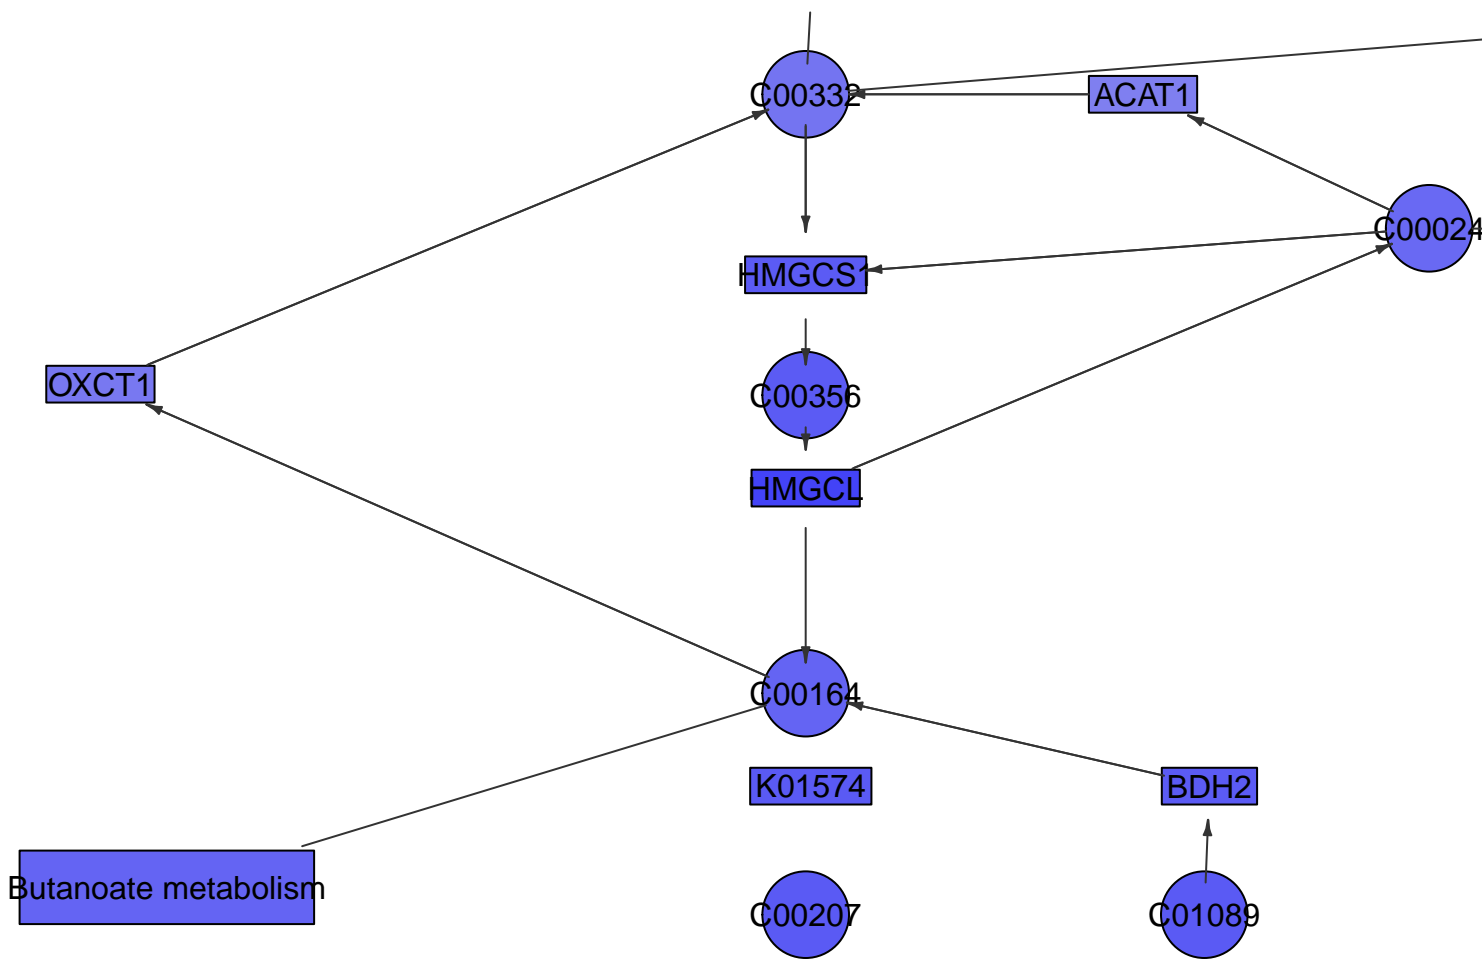 C00332
ACAT1
C00024
HMGCS1
OXCT1
C00356
HMGCL
C00164
K01574
BDH2
Butanoate metabolism
C00207
C01089